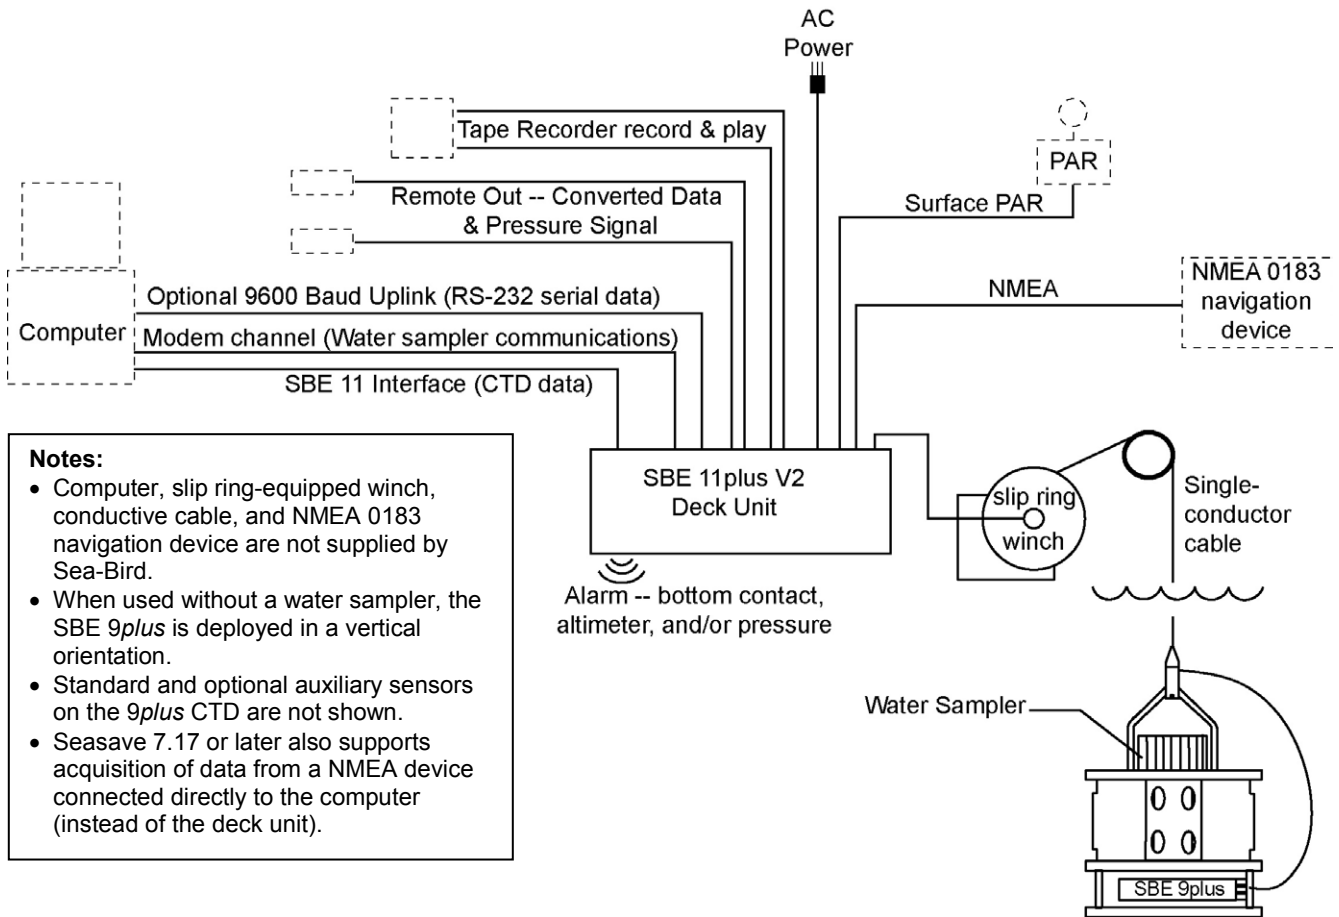 AC
Power
Tape Recorder record & play
PAR
Remote Out -- Converted Data
& Pressure Signal
Surface PAR
NMEA 0183
navigation
device
NMEA
Optional 9600 Baud Uplink (RS-232 serial data)
Computer
Modem channel (Water sampler communications)
SBE 11 Interface (CTD data)
Notes:
• Computer, slip ring-equipped winch,
conductive cable, and NMEA 0183
navigation device are not supplied by
Sea-Bird.
• When used without a water sampler, the
SBE 9plus is deployed in a vertical
orientation.
• Standard and optional auxiliary sensors
on the 9plus CTD are not shown.
• Seasave 7.17 or later also supports
acquisition of data from a NMEA device
connected directly to the computer
(instead of the deck unit).
SBE 11plus V2
Deck Unit
slip ring
winch
Single-
conductor
cable
Alarm -- bottom contact,
altimeter, and/or pressure
Water Sampler
SBE 9plus